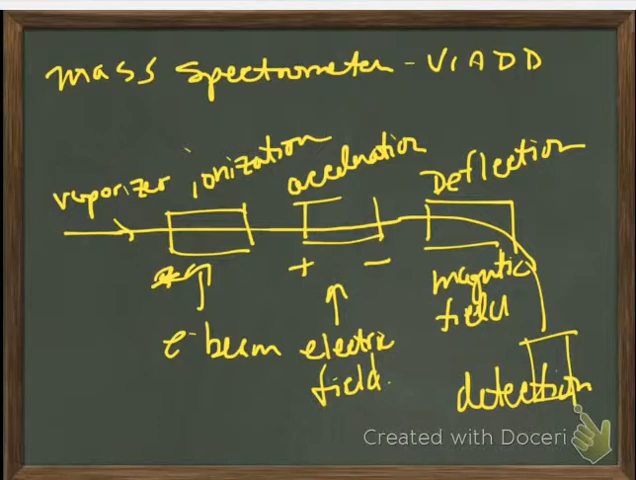 mass spectrometer - VIADD
vaporizer ionization acceleration Deflection
+ -
e- beam electric field.
magnetic field
detection
Created with Doceri